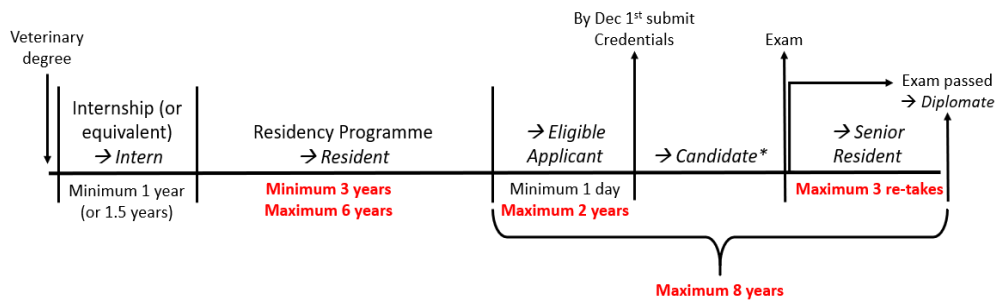 Veterinary
degree
Internship (or
equivalent)
→ Intern
Minimum 1 year
(or 1.5 years)
Residency Programme
→ Resident
Minimum 3 years
Maximum 6 years
→ Eligible
Applicant
Minimum 1 day
Maximum 2 years
By Dec 1st submit
Credentials
→ Candidate*
Exam
→ Senior
Resident
Maximum 3 re-takes
Exam passed
→ Diplomate
Maximum 8 years